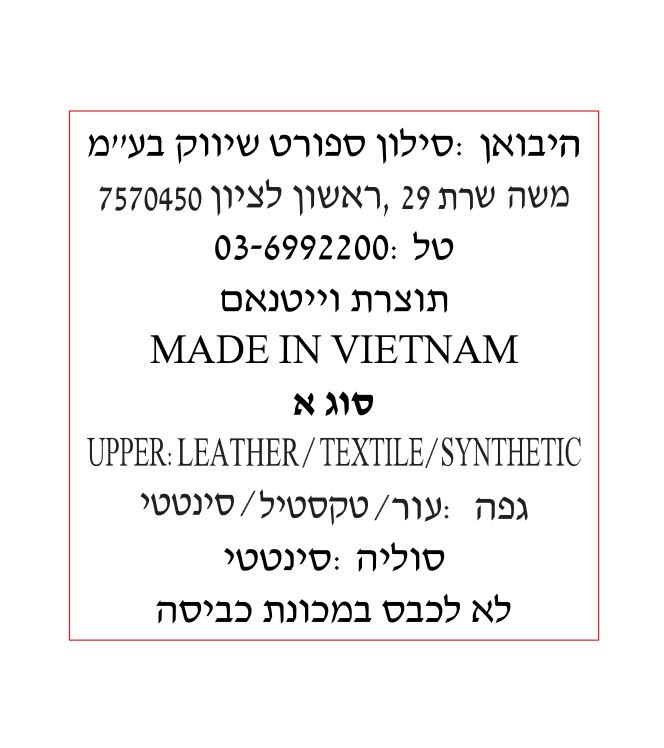 היבואן: סילון ספורט שיווק בע״מ
משה שרת 29, ראשון לציון 7570450
טל: 03-6992200
תוצרת וייטנאם
MADE IN VIETNAM
סוג א
UPPER: LEATHER/TEXTILE/SYNTHETIC
גפה: עור/טקסטיל/סינטטי
סוליה: סינטטי
לא לכבס במכונת כביסה